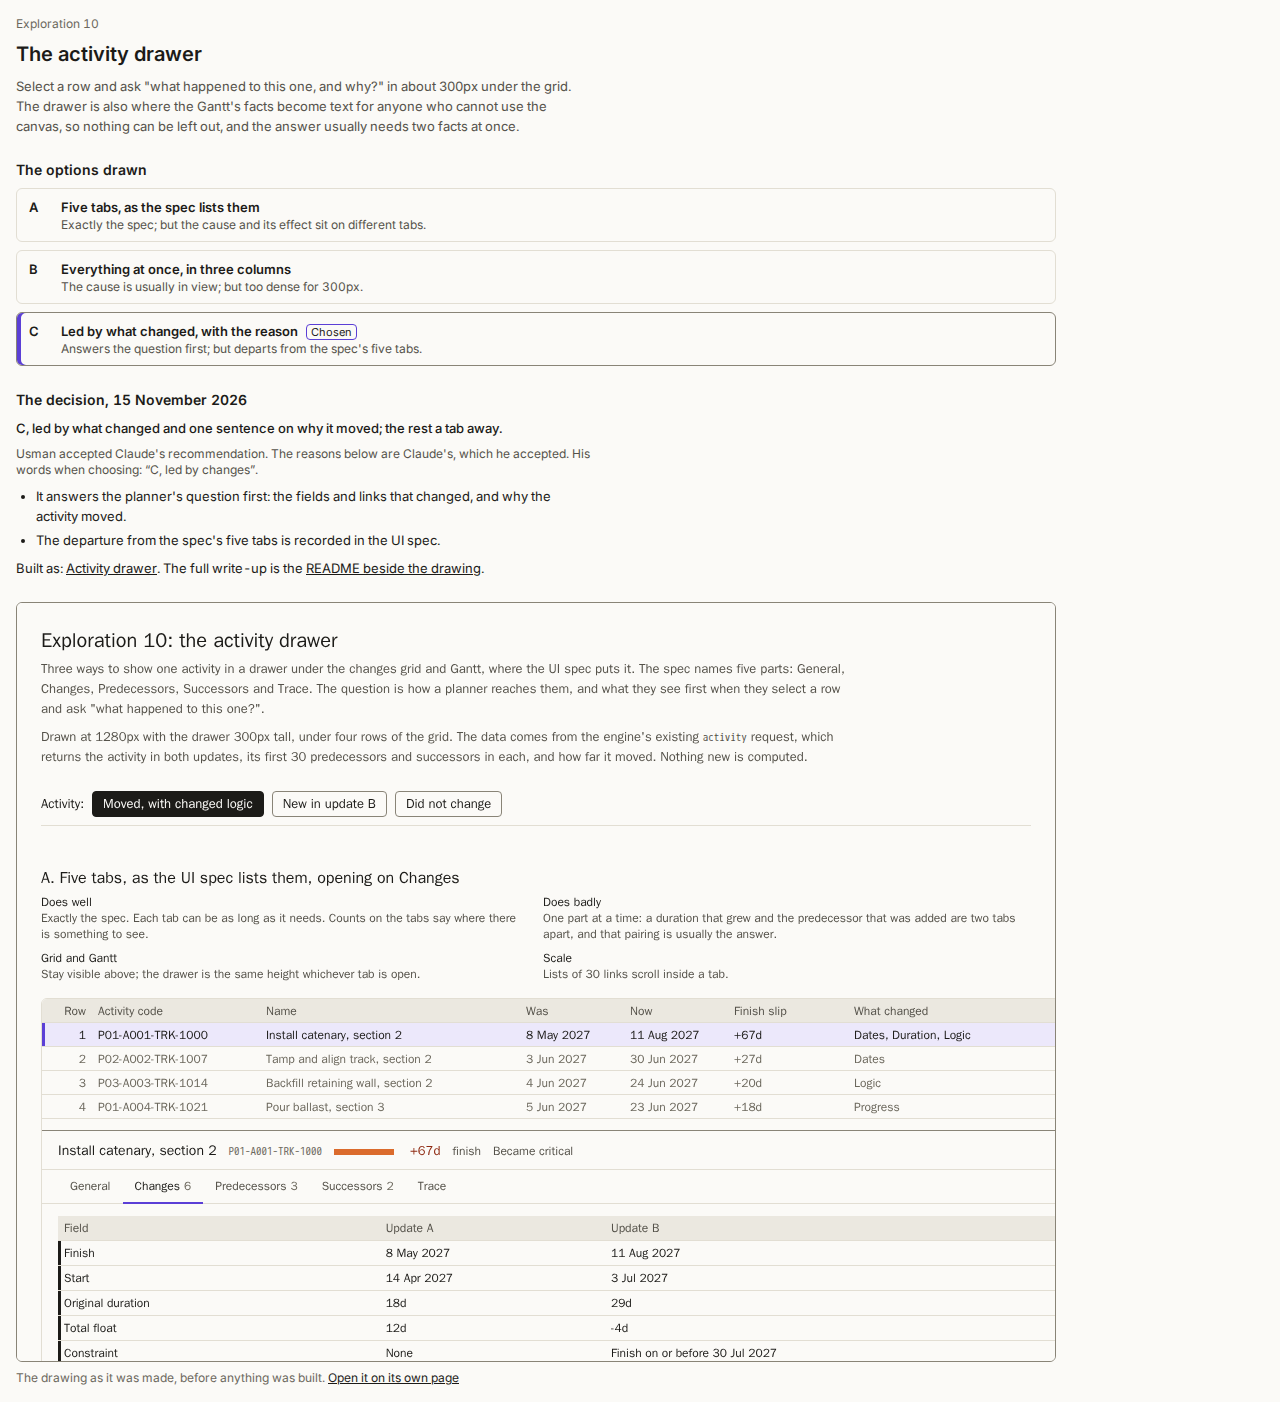 Exploration 10
The activity drawer
Select a row and ask "what happened to this one, and why?" in about 300px under the grid.
The drawer is also where the Gantt's facts become text for anyone who cannot use the
canvas, so nothing can be left out, and the answer usually needs two facts at once.
The options drawn
A Five tabs, as the spec lists them
Exactly the spec; but the cause and its effect sit on different tabs.
B Everything at once, in three columns
The cause is usually in view; but too dense for 300px.
C Led by what changed, with the reason Chosen
Answers the question first; but departs from the spec's five tabs.
The decision, 15 November 2026
C, led by what changed and one sentence on why it moved; the rest a tab away.
Usman accepted Claude's recommendation. The reasons below are Claude's, which he accepted. His
words when choosing: “C, led by changes”.
• It answers the planner's question first: the fields and links that changed, and why the
activity moved.
• The departure from the spec's five tabs is recorded in the UI spec.
Built as: Activity drawer. The full write-up is the README beside the drawing.
Exploration 10: the activity drawer
Three ways to show one activity in a drawer under the changes grid and Gantt, where the UI spec puts it. The spec names five parts: General,
Changes, Predecessors, Successors and Trace. The question is how a planner reaches them, and what they see first when they select a row
and ask "what happened to this one?".
Drawn at 1280px with the drawer 300px tall, under four rows of the grid. The data comes from the engine's existing activity request, which
returns the activity in both updates, its first 30 predecessors and successors in each, and how far it moved. Nothing new is computed.
Activity: Moved, with changed logic New in update B Did not change
A. Five tabs, as the UI spec lists them, opening on Changes
Does well
Exactly the spec. Each tab can be as long as it needs. Counts on the tabs say where there
is something to see.
Does badly
One part at a time: a duration that grew and the predecessor that was added are two tabs
apart, and that pairing is usually the answer.
Grid and Gantt
Stay visible above; the drawer is the same height whichever tab is open.
Scale
Lists of 30 links scroll inside a tab.
Row Activity code Name Was Now Finish slip What changed
1 P01-A001-TRK-1000 Install catenary, section 2 8 May 2027 11 Aug 2027 +67d Dates, Duration, Logic
2 P02-A002-TRK-1007 Tamp and align track, section 2 3 Jun 2027 30 Jun 2027 +27d Dates
3 P03-A003-TRK-1014 Backfill retaining wall, section 2 4 Jun 2027 24 Jun 2027 +20d Logic
4 P01-A004-TRK-1021 Pour ballast, section 3 5 Jun 2027 23 Jun 2027 +18d Progress
Install catenary, section 2 P01-A001-TRK-1000 +67d finish Became critical
General Changes 6 Predecessors 3 Successors 2 Trace
Field Update A Update B
Finish 8 May 2027 11 Aug 2027
Start 14 Apr 2027 3 Jul 2027
Original duration 18d 29d
Total float 12d -4d
Constraint None Finish on or before 30 Jul 2027
The drawing as it was made, before anything was built. Open it on its own page